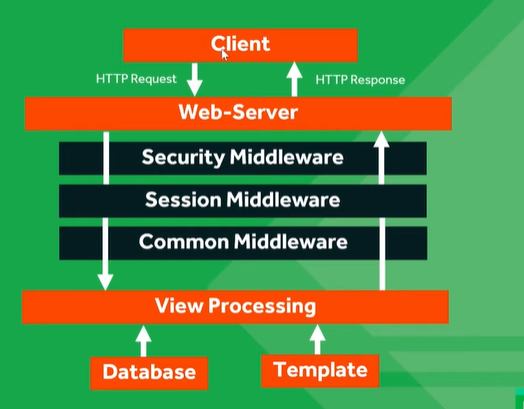 Client
HTTP Request
HTTP Response
Web-Server
Security Middleware
Session Middleware
Common Middleware
View Processing
Database
Template